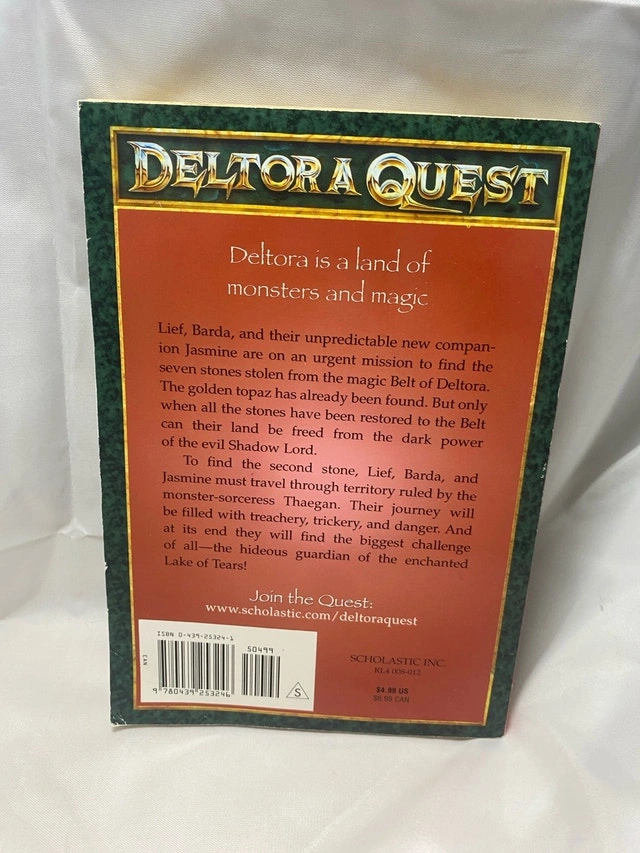 DELTORA QUEST
Deltora is a land of
monsters and magic
Lief, Barda, and their unpredictable new compan-
ion Jasmine are on an urgent mission to find the
seven stones stolen from the magic Belt of Deltora.
The golden topaz has already been found. But only
when all the stones have been restored to the Belt
can their land be freed from the dark power
of the evil Shadow Lord.
To find the second stone, Lief, Barda, and
Jasmine must travel through territory ruled by the
monster-sorceress Thaegan. Their journey will
be filled with treachery, trickery, and danger. And
at its end they will find the biggest challenge
of all—the hideous guardian of the enchanted
Lake of Tears!
Join the Quest:
www.scholastic.com/deltoraquest
ISBN 0-439-25324-1
50499
EAN
9 780439 253246
S
SCHOLASTIC INC.
RL4 008-012
$4.99 US
$6.99 CAN